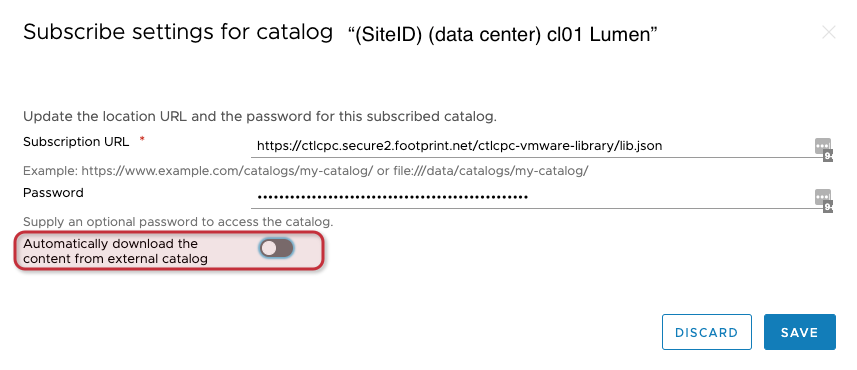 Subscribe settings for catalog “(SiteID) (data center) cl01 Lumen”
Update the location URL and the password for this subscribed catalog.
Subscription URL * https://ctlcpc.secure2.footprint.net/ctlcpc-vmware-library/lib.json
Example: https://www.example.com/catalogs/my-catalog/ or file:///data/catalogs/my-catalog/
Password ••••••••••••••••••••••••••••••••••••••••••••••••••
Supply an optional password to access the catalog.
Automatically download the
content from external catalog
DISCARD SAVE